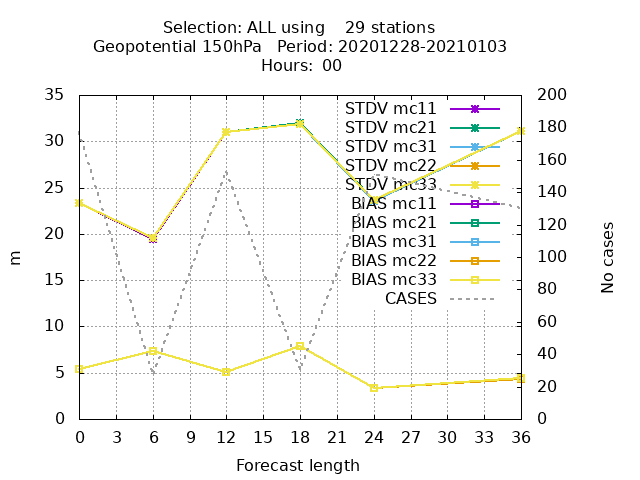 Selection: ALL using    29 stations
Geopotential 150hPa   Period: 20201228-20210103
Hours: 00
35
30
25
20
15
10
5
0
m
200
180
160
140
120
100
80
60
40
20
0
No cases
STDV mc11
STDV mc21
STDV mc31
STDV mc22
STDV mc33
BIAS mc11
BIAS mc21
BIAS mc31
BIAS mc22
BIAS mc33
CASES
0 3 6 9 12 15 18 21 24 27 30 33 36
Forecast length